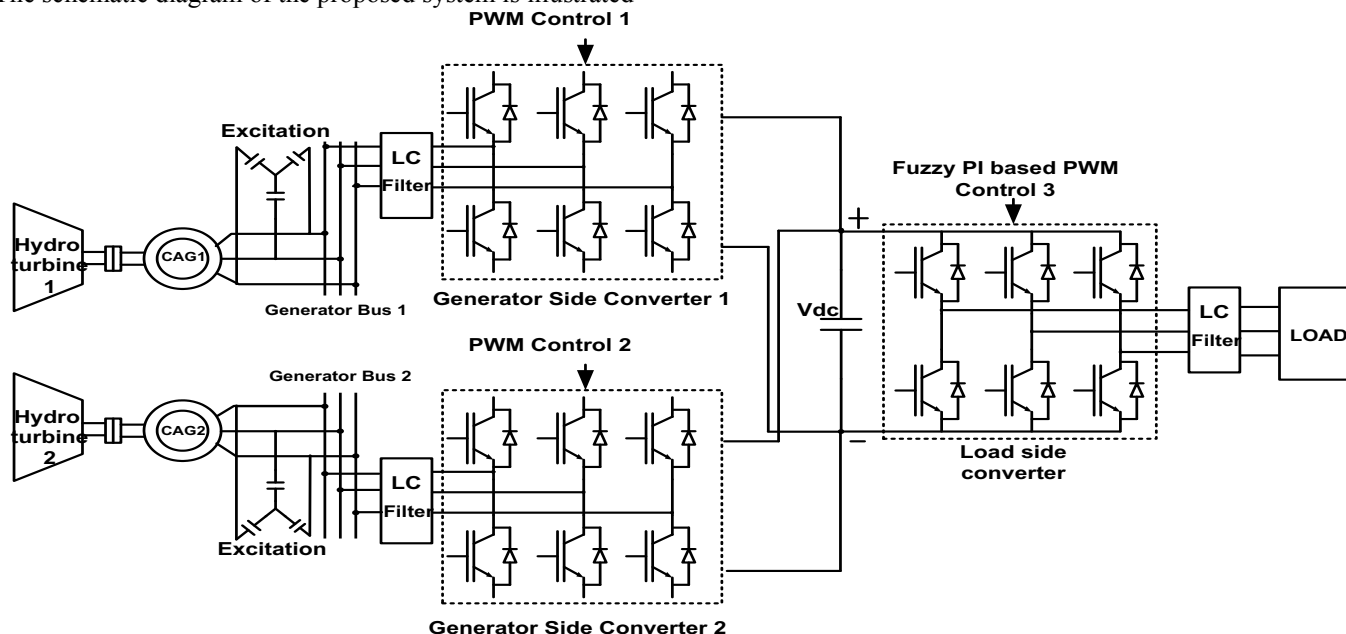 The schematic diagram of the proposed system is illustrated
PWM Control 1
Excitation
LC
Filter
Hydro
turbine
1
CAG1
Generator Bus 1
Generator Side Converter 1
Fuzzy PI based PWM
Control 3
+
Vdc
−
LC
Filter
LOAD
Load side
converter
PWM Control 2
Generator Bus 2
Hydro
turbine
2
CAG2
LC
Filter
Excitation
Generator Side Converter 2